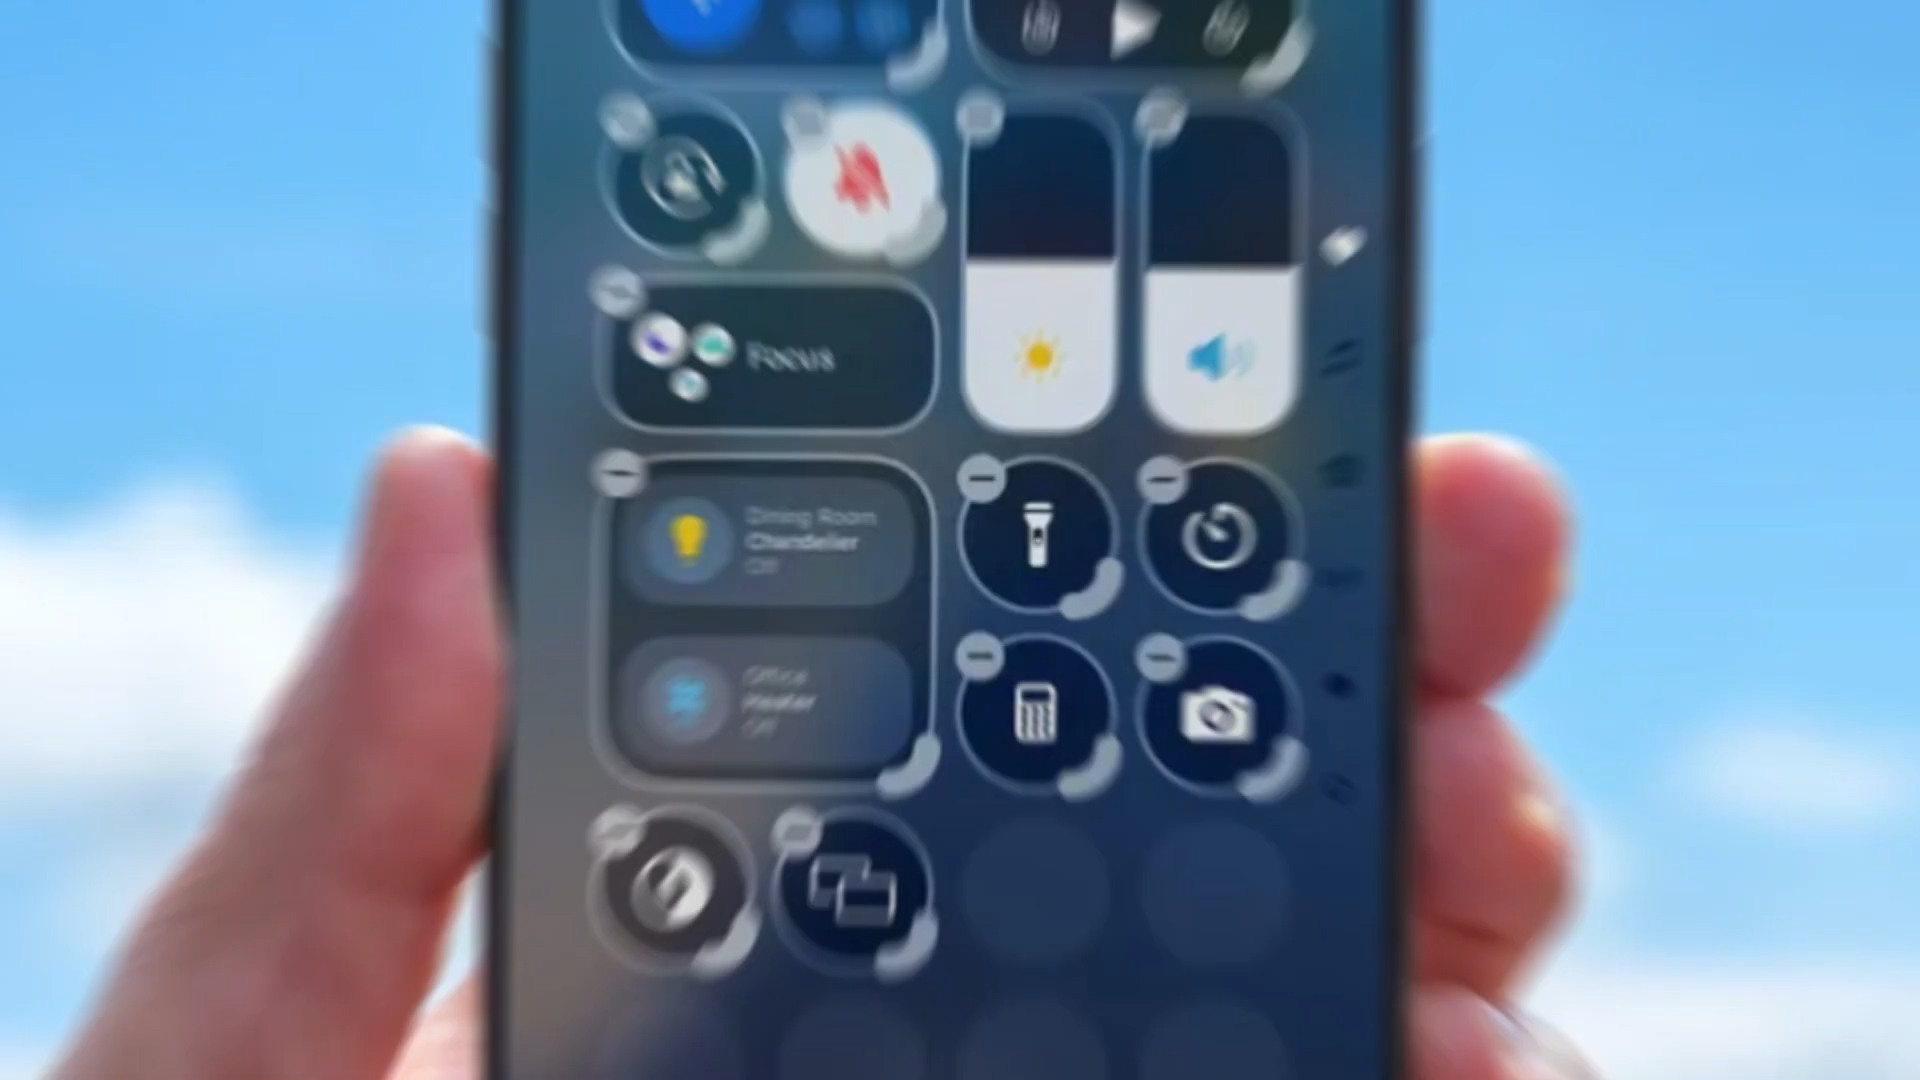 Focus
Dining Room
Chandelier
Off
Office
Heater
Off